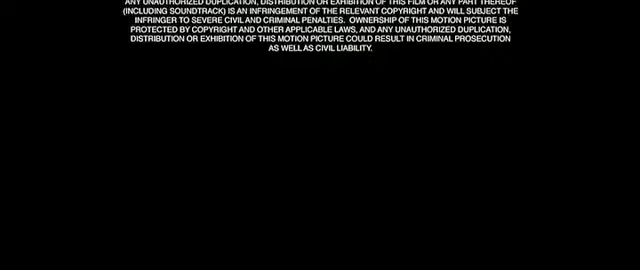 ANY UNAUTHORIZED DUPLICATION, DISTRIBUTION OR EXHIBITION OF THIS FILM OR ANY PART THEREOF
(INCLUDING SOUNDTRACK) IS AN INFRINGEMENT OF THE RELEVANT COPYRIGHT AND WILL SUBJECT THE
INFRINGER TO SEVERE CIVIL AND CRIMINAL PENALTIES. OWNERSHIP OF THIS MOTION PICTURE IS
PROTECTED BY COPYRIGHT AND OTHER APPLICABLE LAWS, AND ANY UNAUTHORIZED DUPLICATION,
DISTRIBUTION OR EXHIBITION OF THIS MOTION PICTURE COULD RESULT IN CRIMINAL PROSECUTION
AS WELL AS CIVIL LIABILITY.